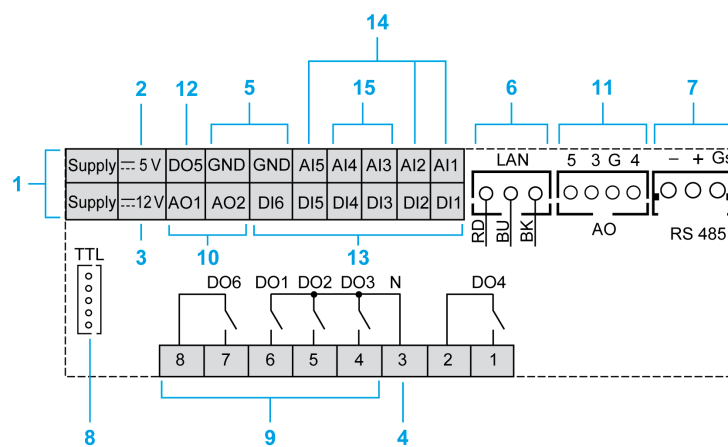 14
2 12 5 15 6 11 7
1
Supply ⎓ 5 V DO5 GND GND AI5 AI4 AI3 AI2 AI1
Supply ⎓ 12 V AO1 AO2 DI6 DI5 DI4 DI3 DI2 DI1
LAN
RD BU BK
5 3 G 4
AO
− +
RS 485
3 10 13
TTL
DO6 DO1 DO2 DO3 N DO4
8 7 6 5 4 3 2 1
8 9 4